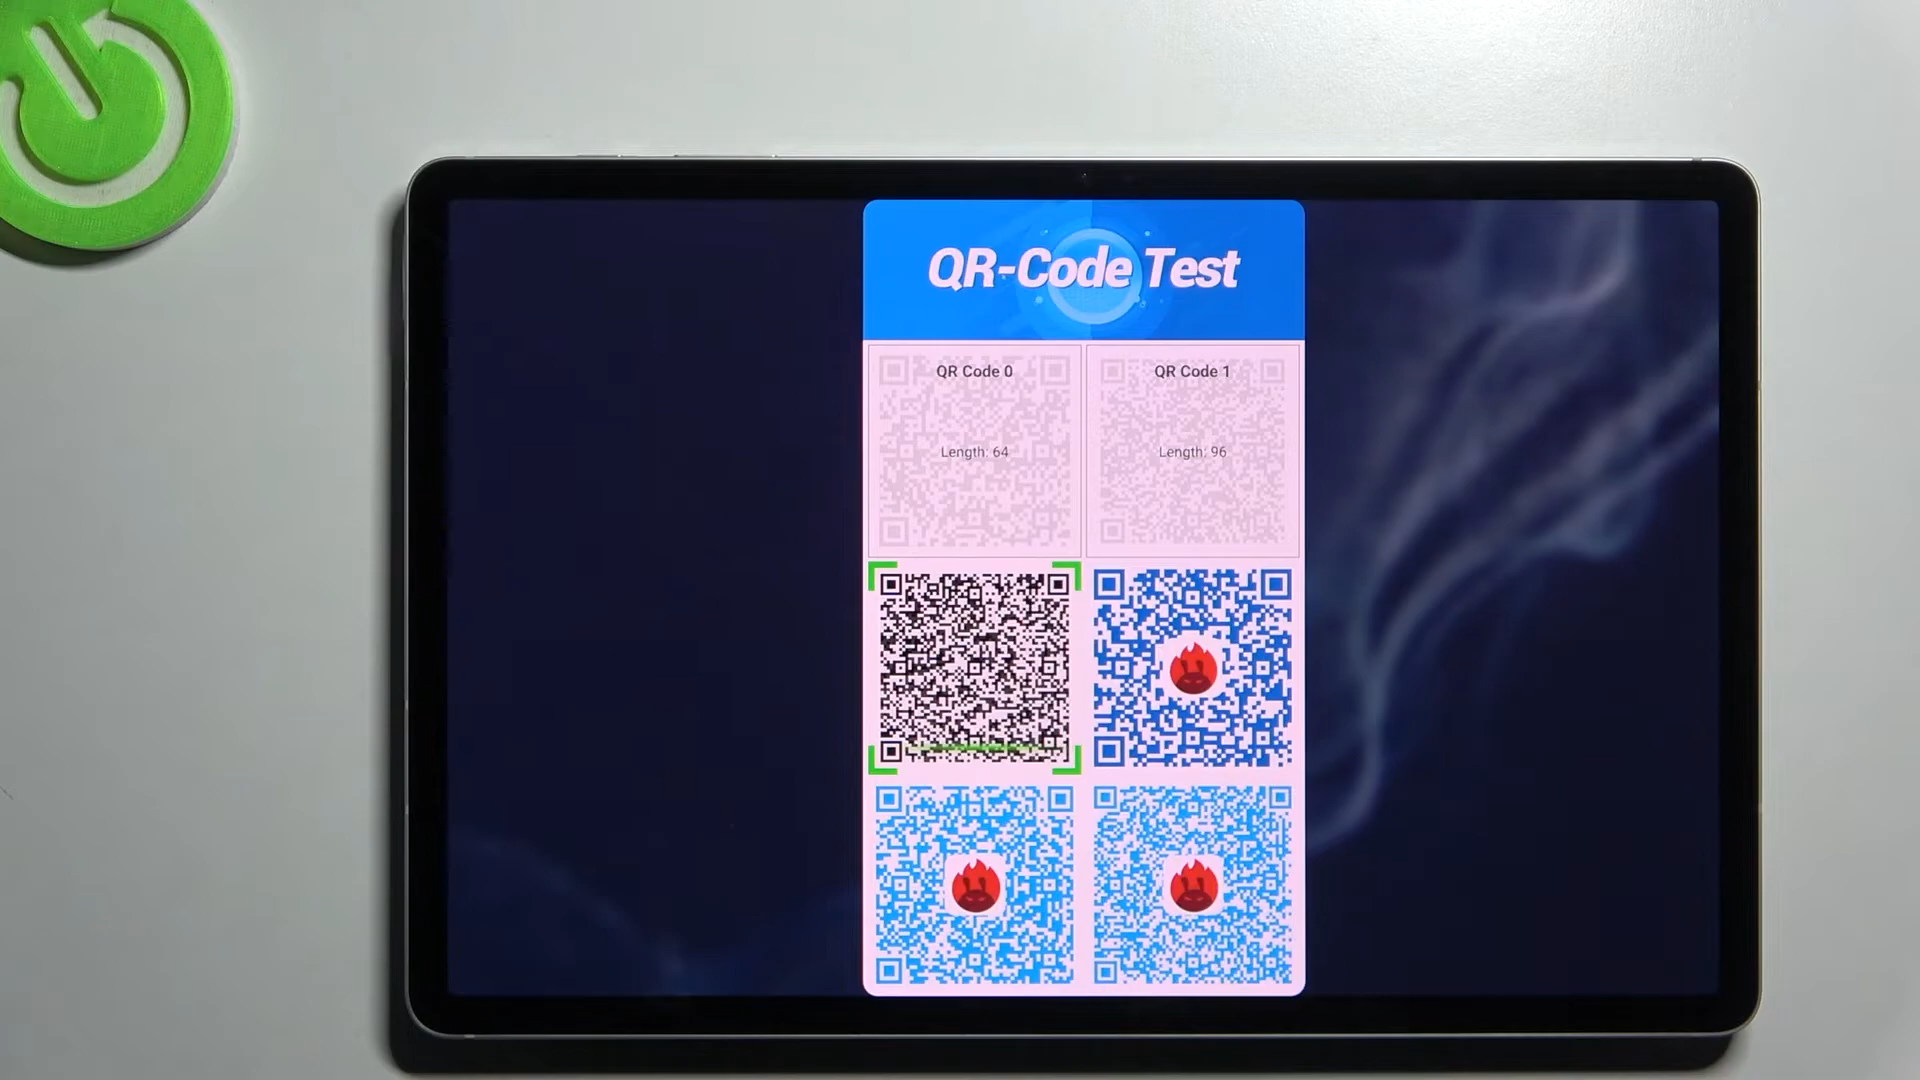 QR-Code Test
QR Code 0
QR Code 1
Length: 64
Length: 96